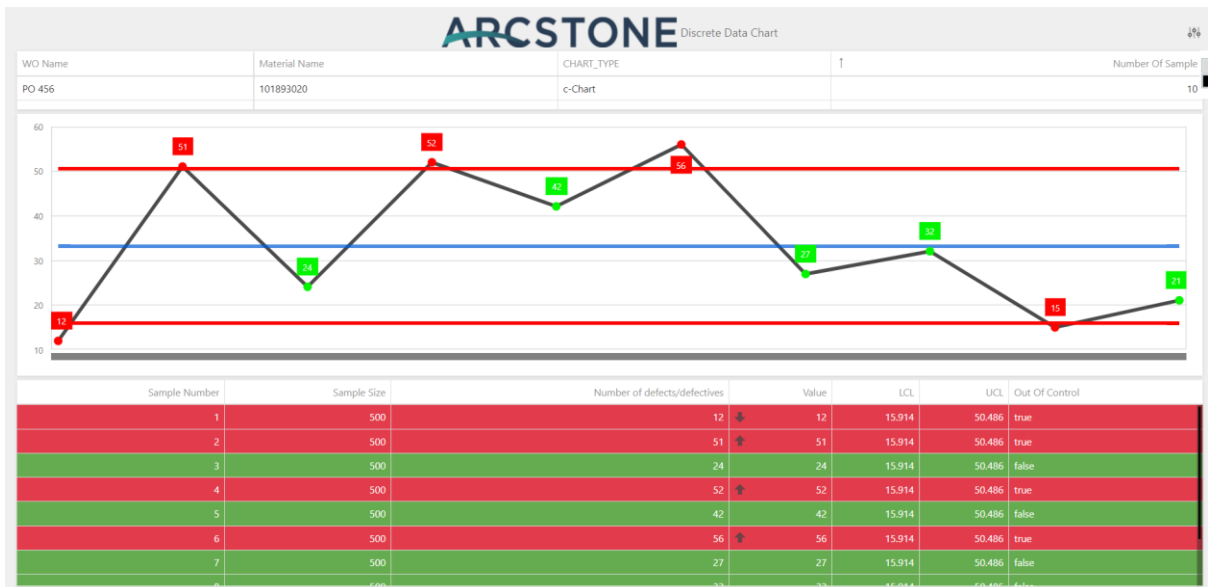 ARCSTONE Discrete Data Chart
WO Name Material Name CHART_TYPE ↑ Number Of Sample
PO 456 101893020 c-Chart 10
60
51
52
56
50
42
40
32
30
27
24
21
20
15
12
10
Sample Number Sample Size Number of defects/defectives Value LCL UCL Out Of Control
1 500 12 12 15.914 50.486 true
2 500 51 51 15.914 50.486 true
3 500 24 24 15.914 50.486 false
4 500 52 52 15.914 50.486 true
5 500 42 42 15.914 50.486 false
6 500 56 56 15.914 50.486 true
7 500 27 27 15.914 50.486 false